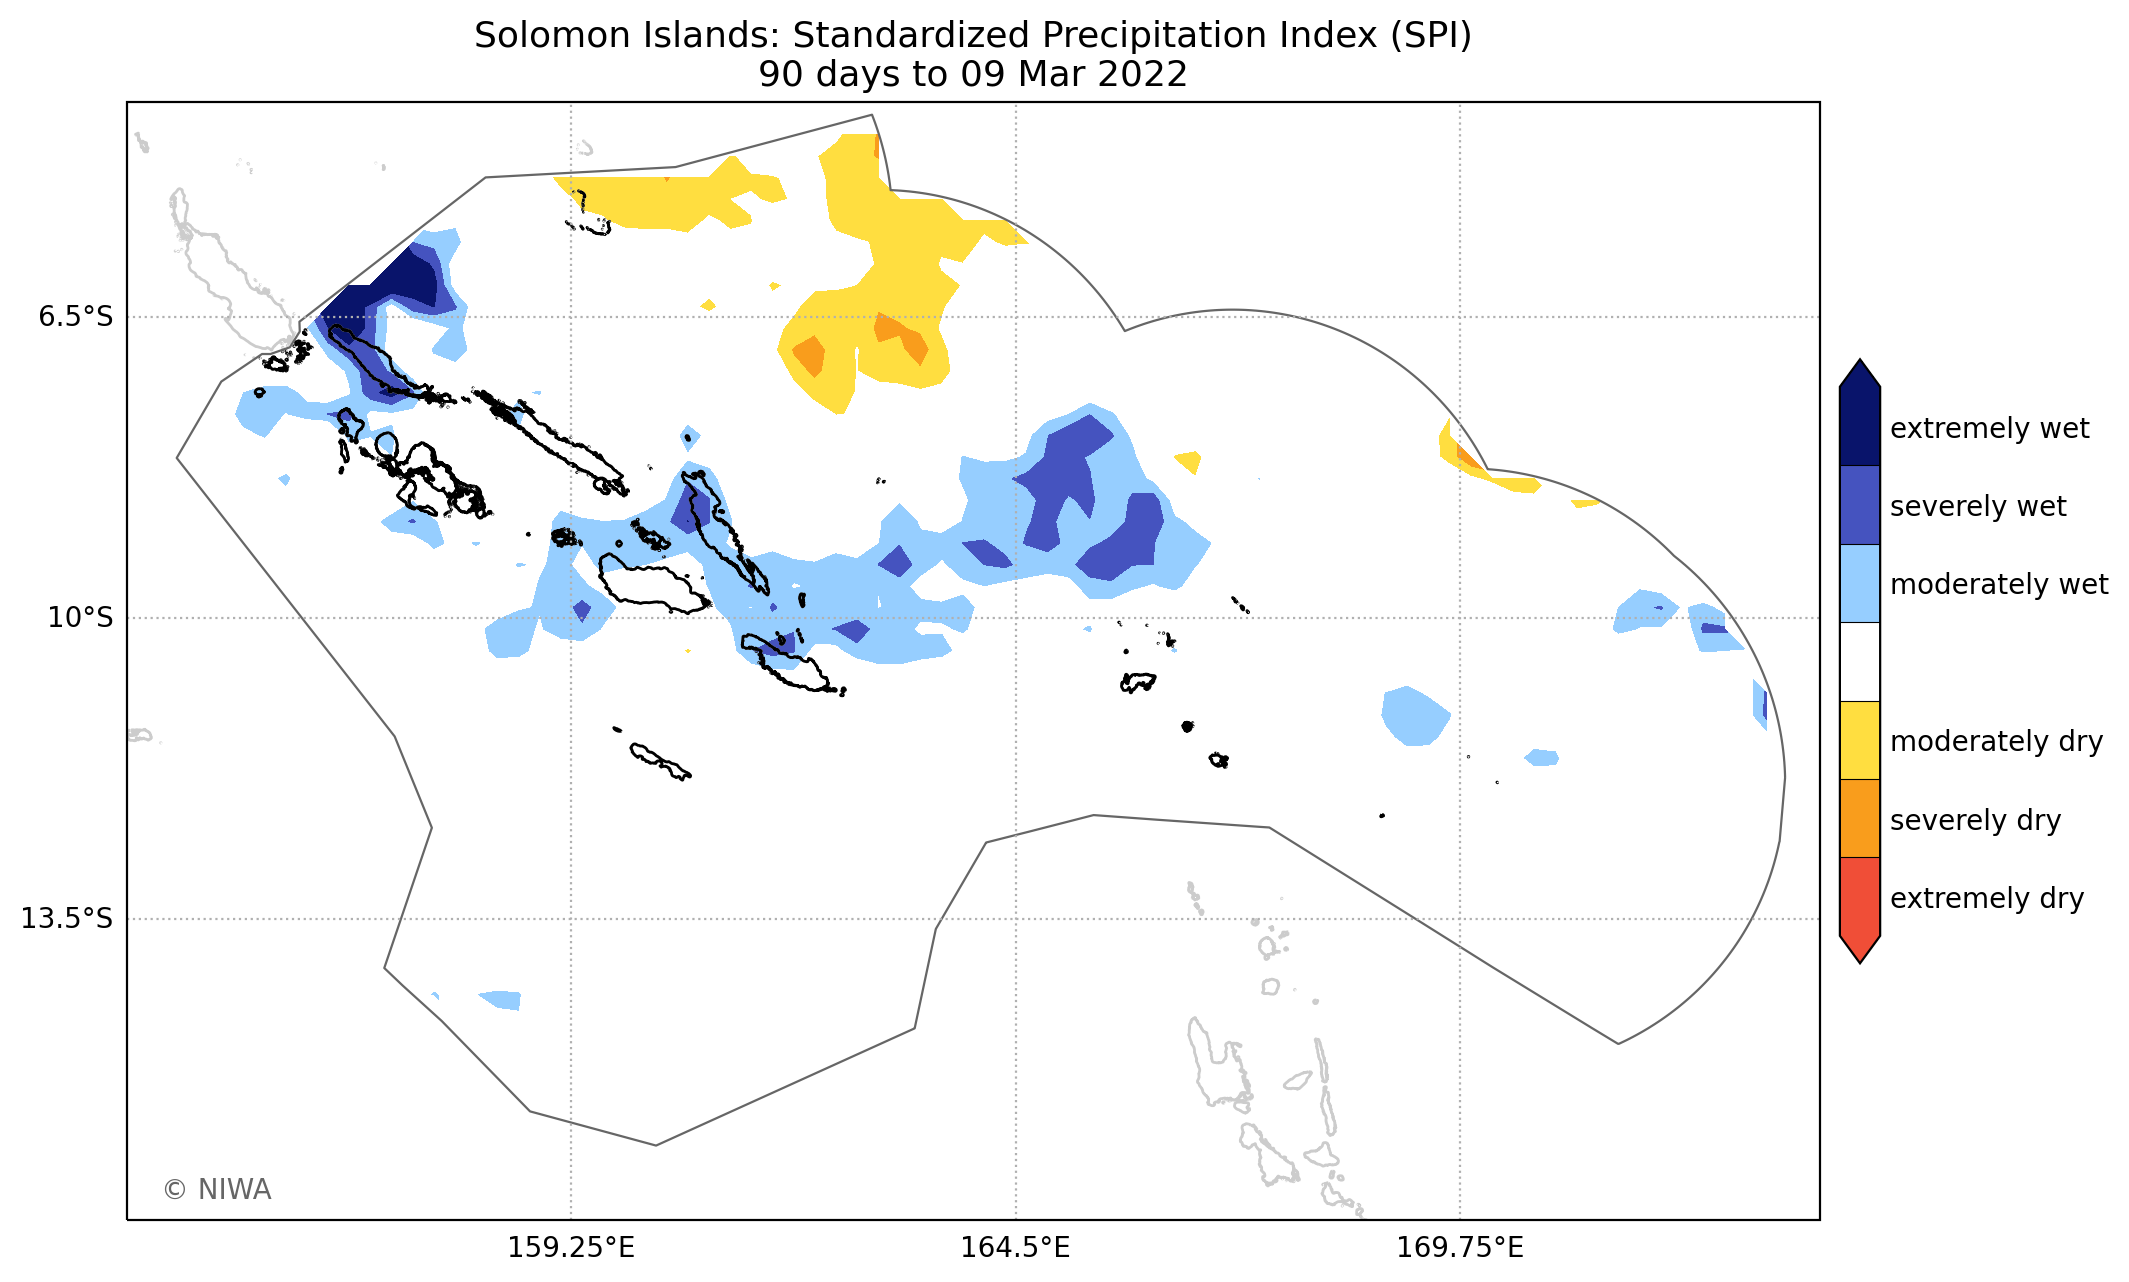 Solomon Islands: Standardized Precipitation Index (SPI)
90 days to 09 Mar 2022
6.5°S
10°S
13.5°S
159.25°E
164.5°E
169.75°E
extremely wet
severely wet
moderately wet
moderately dry
severely dry
extremely dry
© NIWA